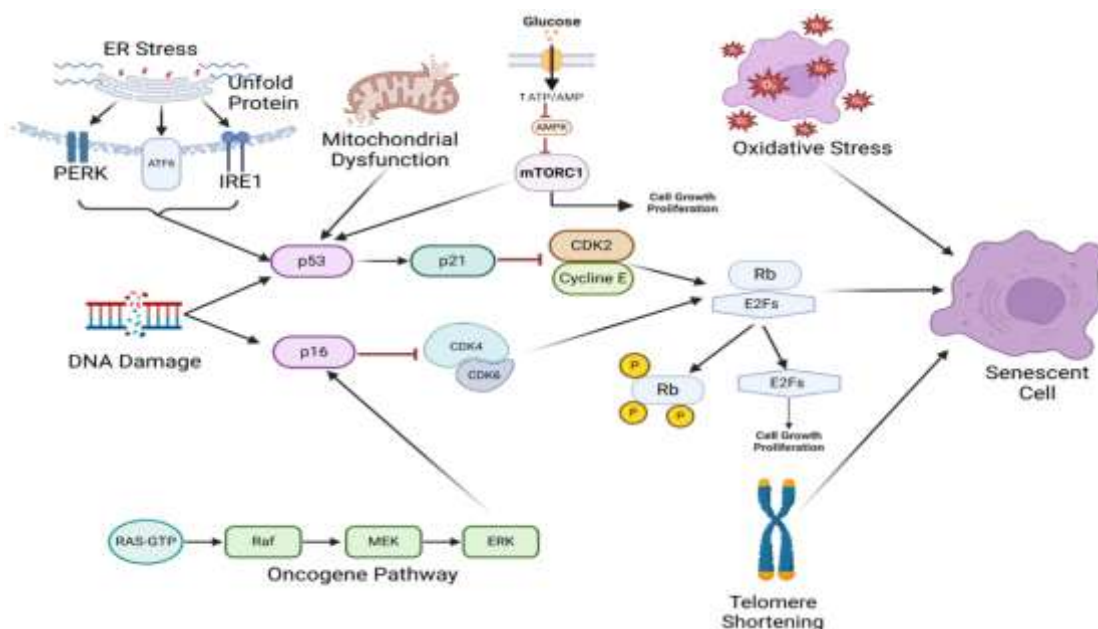 ER Stress
Unfold
Protein
PERK
ATF6
IRE1
Mitochondrial
Dysfunction
Glucose
AMPK
mTORC1
Cell Growth
Proliferation
Oxidative Stress
p53
p21
CDK2
Cycline E
Rb
E2Fs
DNA Damage
p16
CDK4
CDK6
P
Rb
P
P
E2Fs
Cell Growth
Proliferation
Senescent
Cell
RAS-GTP
Raf
MEK
ERK
Oncogene Pathway
Telomere
Shortening